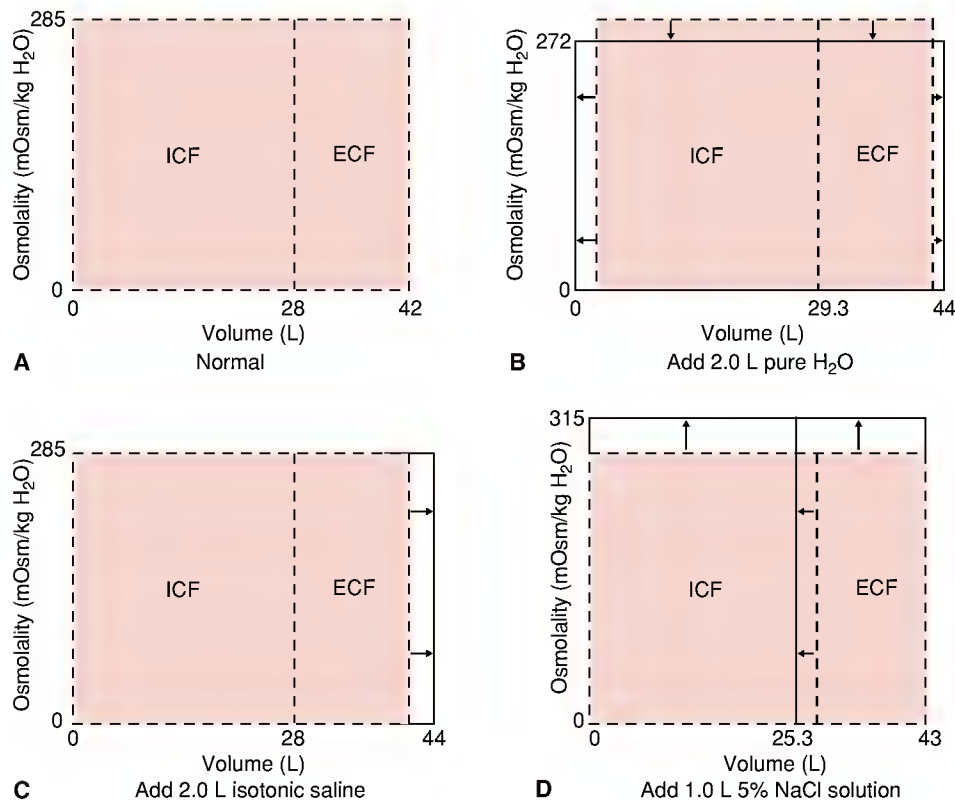 285
Osmolality (mOsm/kg H₂O)
ICF
ECF
0
0
28
42
Volume (L)
A
Normal
272
Osmolality (mOsm/kg H₂O)
ICF
ECF
0
0
29.3
44
Volume (L)
B
Add 2.0 L pure H₂O
285
Osmolality (mOsm/kg H₂O)
ICF
ECF
0
0
28
44
Volume (L)
C
Add 2.0 L isotonic saline
315
Osmolality (mOsm/kg H₂O)
ICF
ECF
0
0
25.3
43
Volume (L)
D
Add 1.0 L 5% NaCl solution